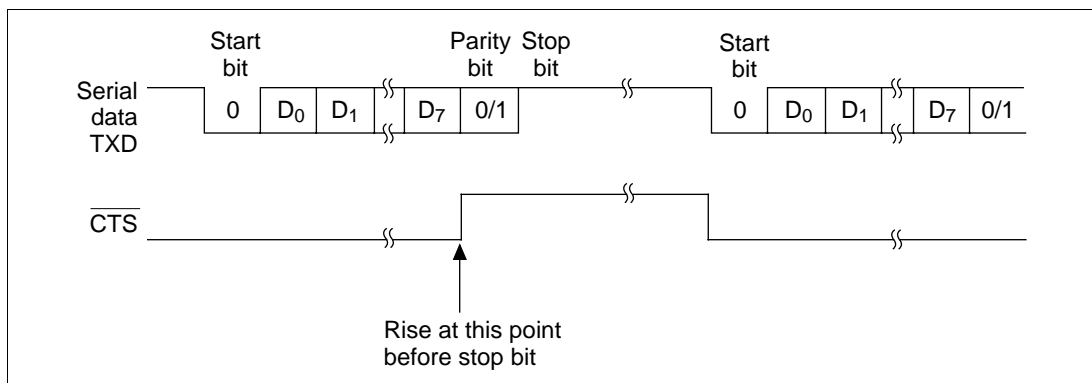 Start bit
Parity bit
Stop bit
Start bit
Serial data TXD
0
D0
D1
D7
0/1
0
D0
D1
D7
0/1
CTS
Rise at this point
before stop bit